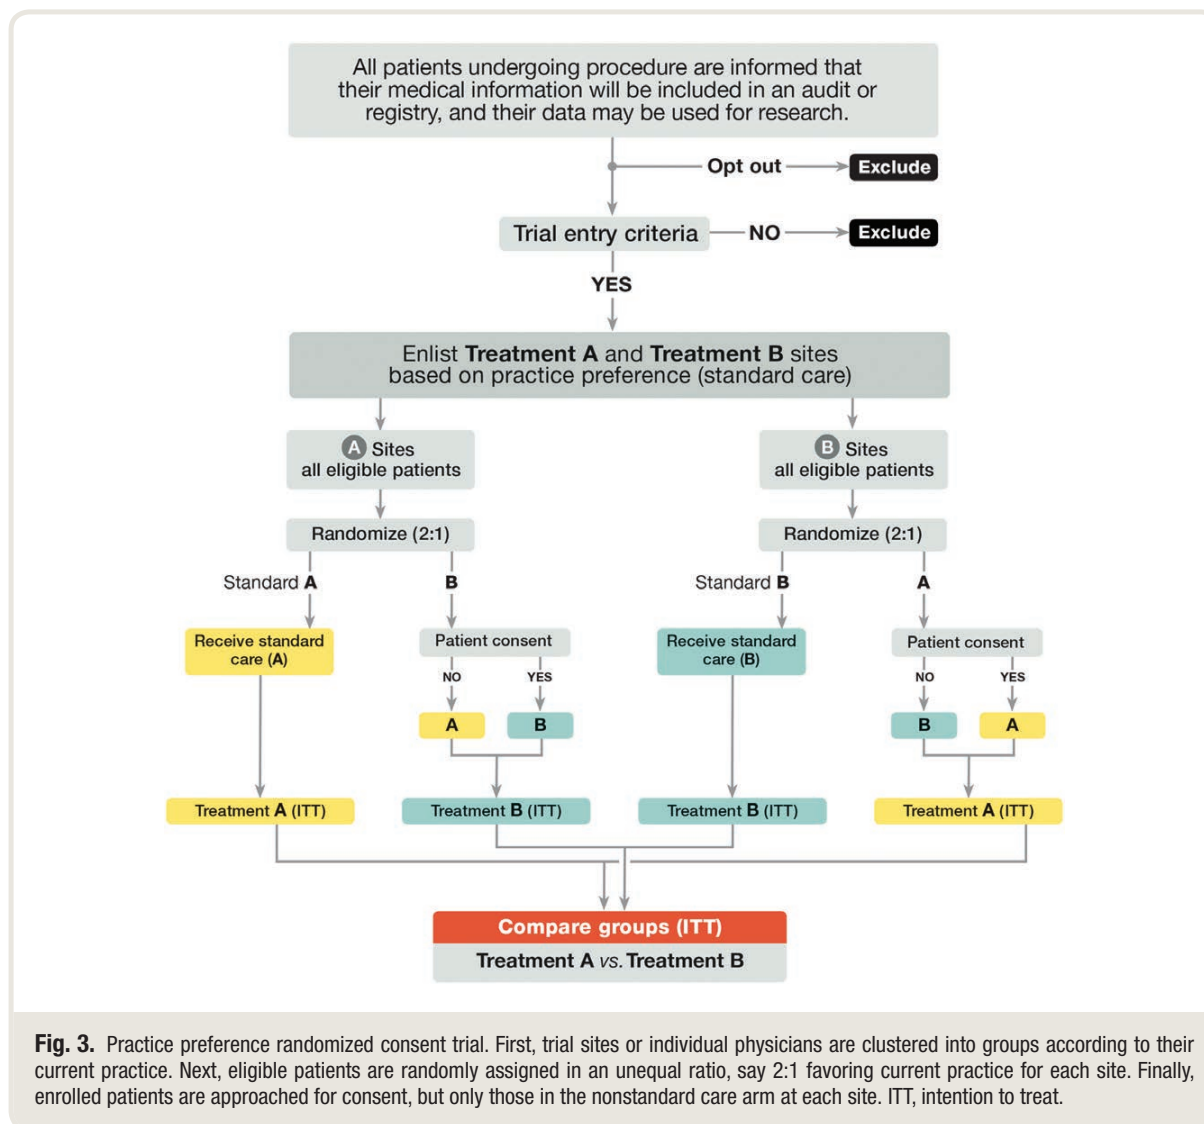 All patients undergoing procedure are informed that
their medical information will be included in an audit or
registry, and their data may be used for research.
Opt out
Exclude
Trial entry criteria
NO
Exclude
YES
Enlist Treatment A and Treatment B sites
based on practice preference (standard care)
A Sites
all eligible patients
B Sites
all eligible patients
Randomize (2:1)
Randomize (2:1)
Standard A
B
Standard B
A
Receive standard
care (A)
Patient consent
Receive standard
care (B)
Patient consent
NO
YES
NO
YES
A
B
B
A
Treatment A (ITT)
Treatment B (ITT)
Treatment B (ITT)
Treatment A (ITT)
Compare groups (ITT)
Treatment A vs. Treatment B
Fig. 3. Practice preference randomized consent trial. First, trial sites or individual physicians are clustered into groups according to their
current practice. Next, eligible patients are randomly assigned in an unequal ratio, say 2:1 favoring current practice for each site. Finally,
enrolled patients are approached for consent, but only those in the nonstandard care arm at each site. ITT, intention to treat.